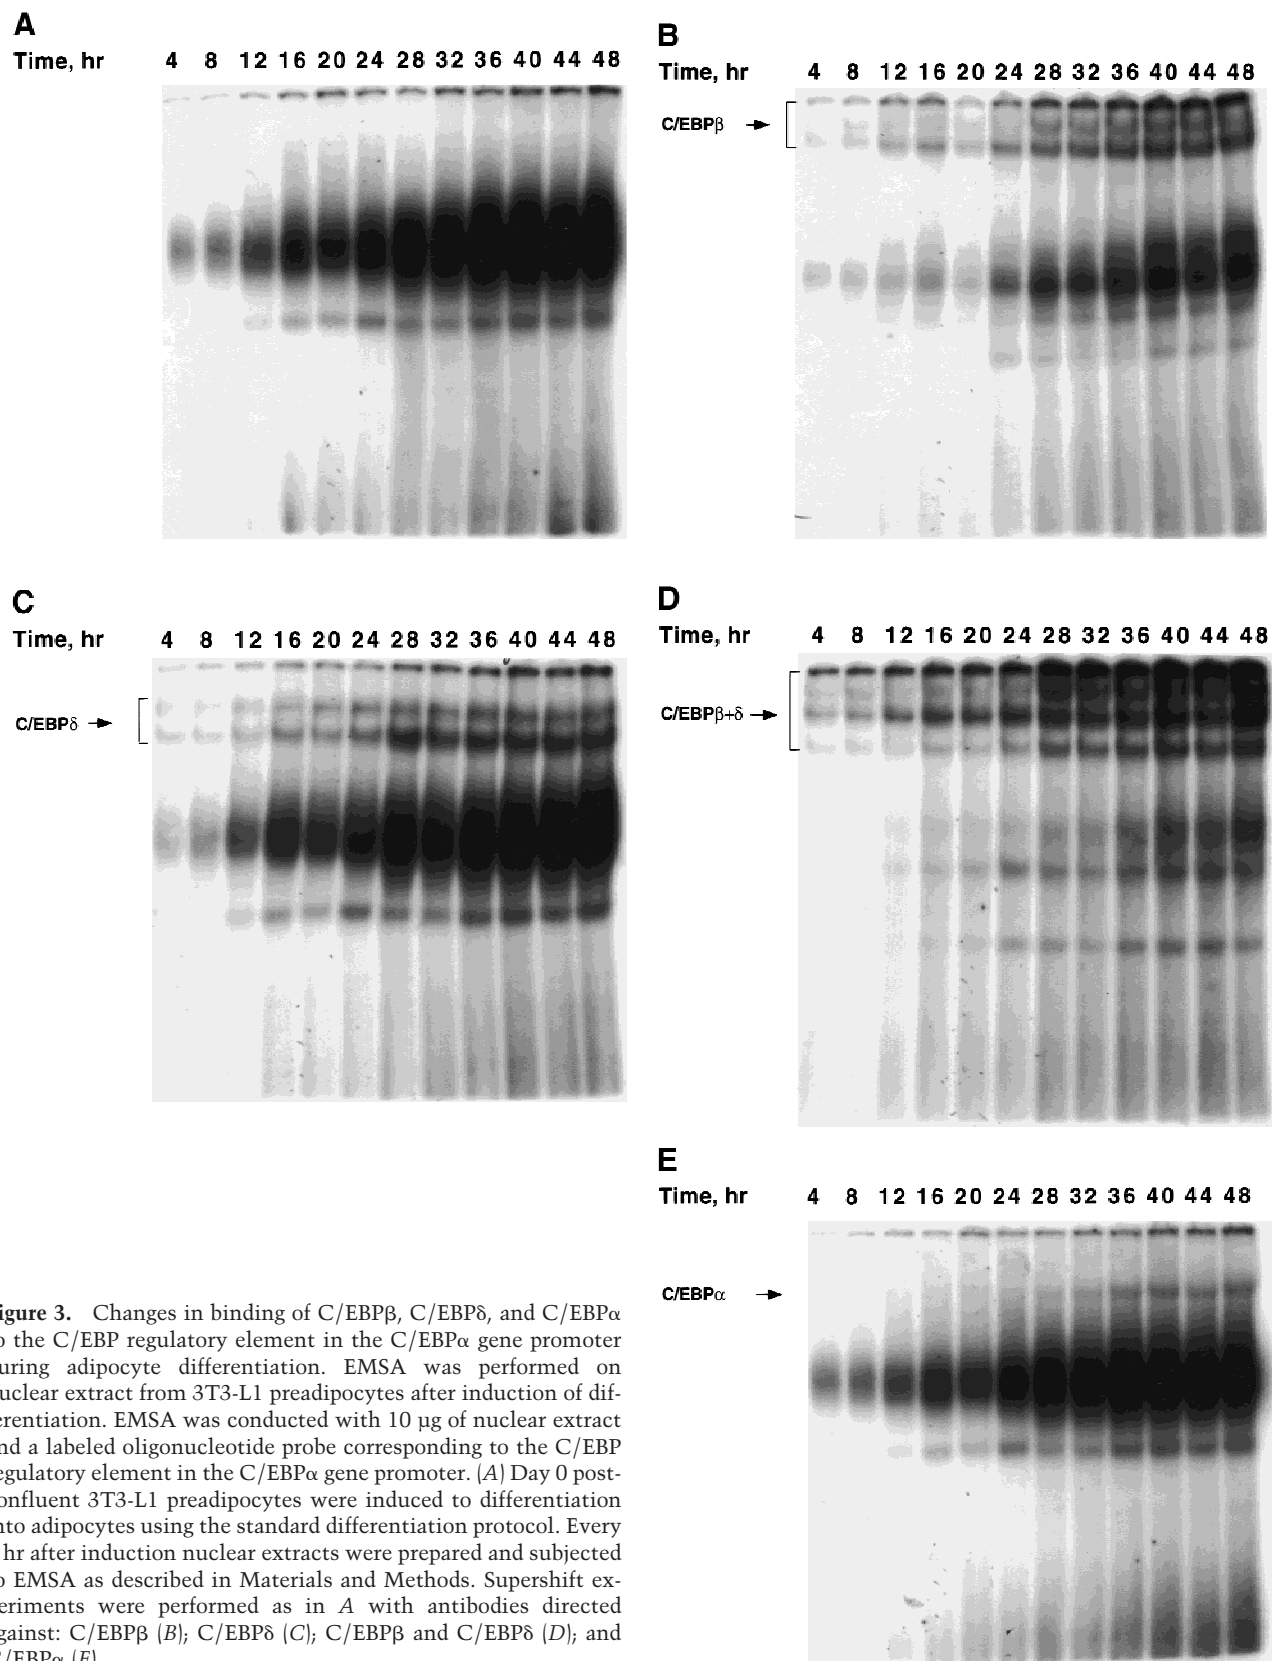 A
Time, hr 4 8 12 16 20 24 28 32 36 40 44 48
B
Time, hr 4 8 12 16 20 24 28 32 36 40 44 48
C/EBPβ
C
Time, hr 4 8 12 16 20 24 28 32 36 40 44 48
C/EBPδ
D
Time, hr 4 8 12 16 20 24 28 32 36 40 44 48
C/EBPβ+δ
E
Time, hr 4 8 12 16 20 24 28 32 36 40 44 48
C/EBPα
igure 3. Changes in binding of C/EBPβ, C/EBPδ, and C/EBPα
o the C/EBP regulatory element in the C/EBPα gene promoter
uring adipocyte differentiation. EMSA was performed on
uclear extract from 3T3-L1 preadipocytes after induction of dif-
erentiation. EMSA was conducted with 10 μg of nuclear extract
nd a labeled oligonucleotide probe corresponding to the C/EBP
egulatory element in the C/EBPα gene promoter. (A) Day 0 post-
onfluent 3T3-L1 preadipocytes were induced to differentiation
nto adipocytes using the standard differentiation protocol. Every
hr after induction nuclear extracts were prepared and subjected
o EMSA as described in Materials and Methods. Supershift ex-
eriments were performed as in A with antibodies directed
gainst: C/EBPβ (B); C/EBPδ (C); C/EBPβ and C/EBPδ (D); and
C/EBPα (E)